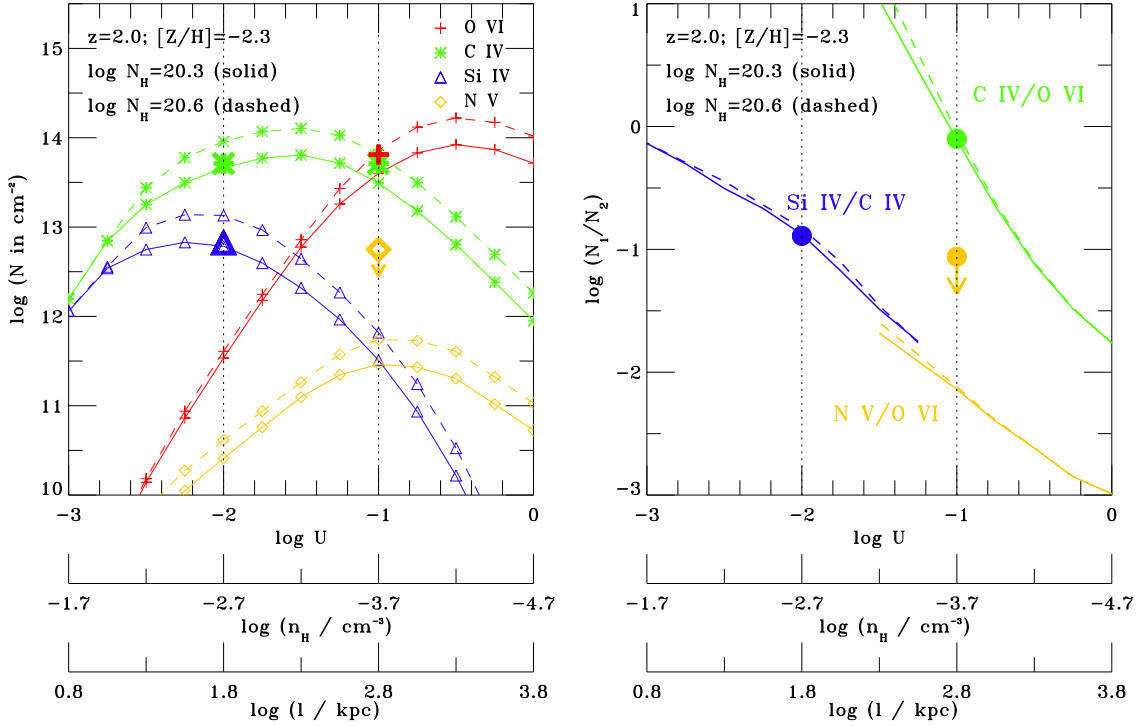 z=2.0; [Z/H]=−2.3
log N_H=20.3 (solid)
log N_H=20.6 (dashed)
O VI
C IV
Si IV
N V
15
14
13
12
11
10
log (N in cm⁻²)
−3 −2 −1 0
log U
−1.7 −2.7 −3.7 −4.7
log (n_H / cm⁻³)
0.8 1.8 2.8 3.8
log (l / kpc)
z=2.0; [Z/H]=−2.3
log N_H=20.3 (solid)
log N_H=20.6 (dashed)
C IV/O VI
Si IV/C IV
N V/O VI
1
0
−1
−2
−3
log (N₁/N₂)
−3 −2 −1 0
log U
−1.7 −2.7 −3.7 −4.7
log (n_H / cm⁻³)
0.8 1.8 2.8 3.8
log (l / kpc)